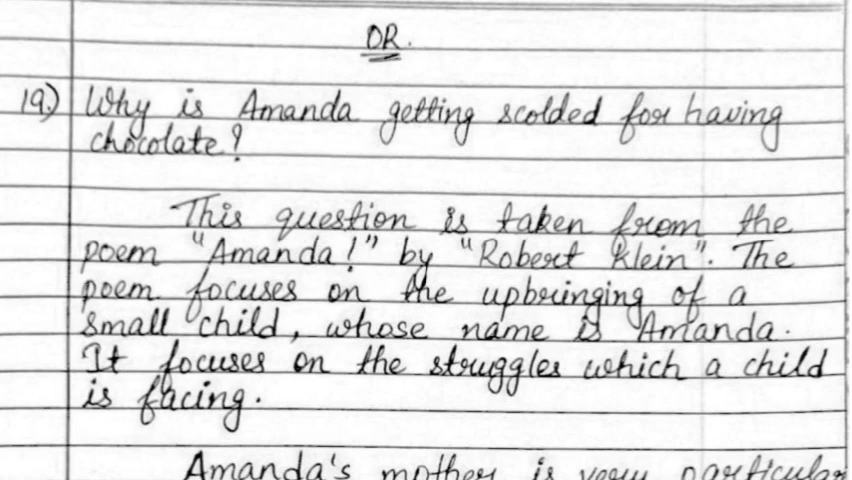 OR.
19.) Why is Amanda getting scolded for having
chocolate?
This question is taken from the
poem "Amanda!" by "Robert Klein". The
poem focuses on the upbringing of a
small child, whose name is Amanda.
It focuses on the struggles which a child
is facing.
Amanda's mother is very particular